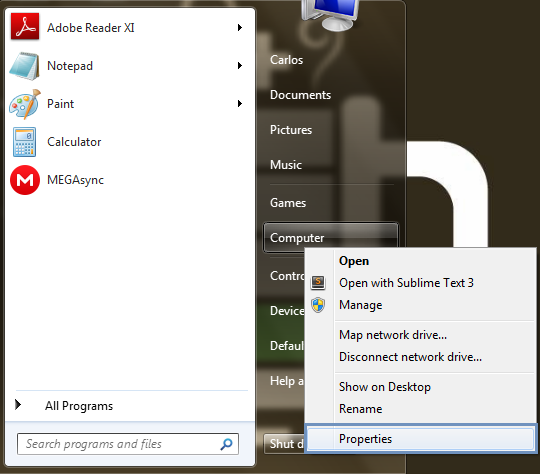 Adobe Reader XI
Notepad
Paint
Calculator
MEGAsync
All Programs
Search programs and files
Carlos
Documents
Pictures
Music
Games
Computer
Contro
Device
Defaul
Help a
Shut d
Open
Open with Sublime Text 3
Manage
Map network drive...
Disconnect network drive...
Show on Desktop
Rename
Properties